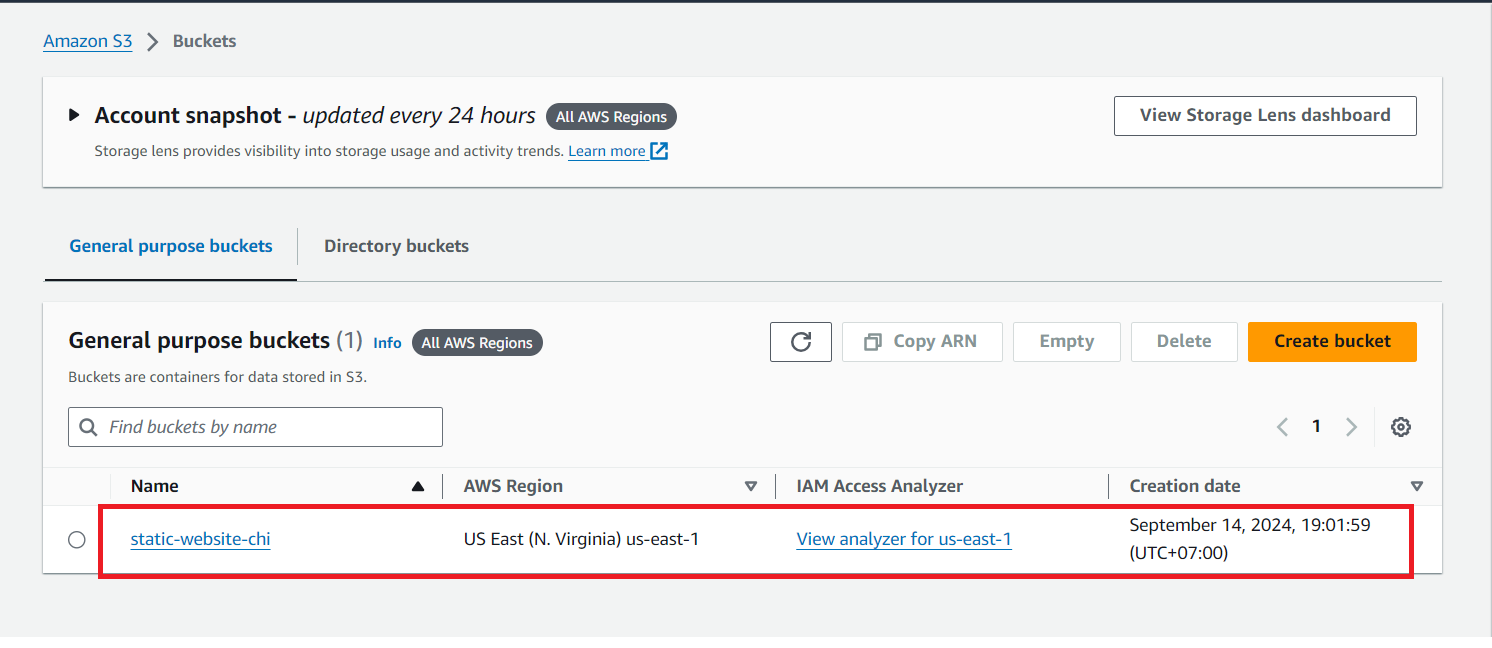 Amazon S3 > Buckets
Account snapshot - updated every 24 hours All AWS Regions View Storage Lens dashboard
Storage lens provides visibility into storage usage and activity trends. Learn more
General purpose buckets Directory buckets
General purpose buckets (1) Info All AWS Regions Copy ARN Empty Delete Create bucket
Buckets are containers for data stored in S3.
Find buckets by name 1
Name AWS Region IAM Access Analyzer Creation date
static-website-chi US East (N. Virginia) us-east-1 View analyzer for us-east-1 September 14, 2024, 19:01:59
(UTC+07:00)